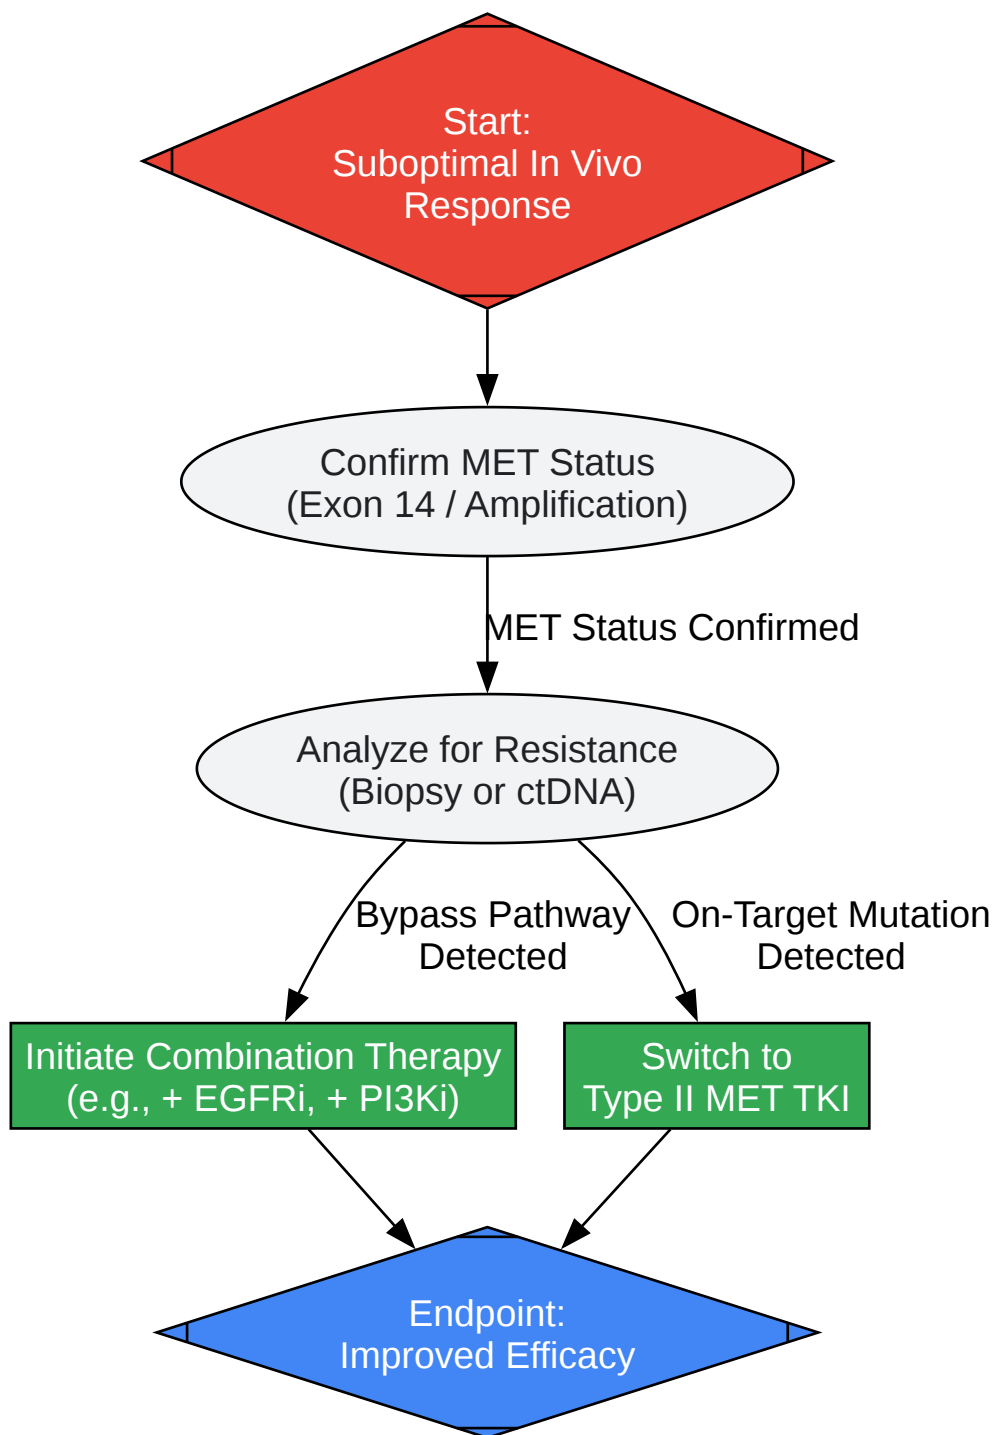 Start:
Suboptimal In Vivo
Response
Confirm MET Status
(Exon 14 / Amplification)
MET Status Confirmed
Analyze for Resistance
(Biopsy or ctDNA)
Bypass Pathway
Detected
On-Target Mutation
Detected
Initiate Combination Therapy
(e.g., + EGFRi, + PI3Ki)
Switch to
Type II MET TKI
Endpoint:
Improved Efficacy